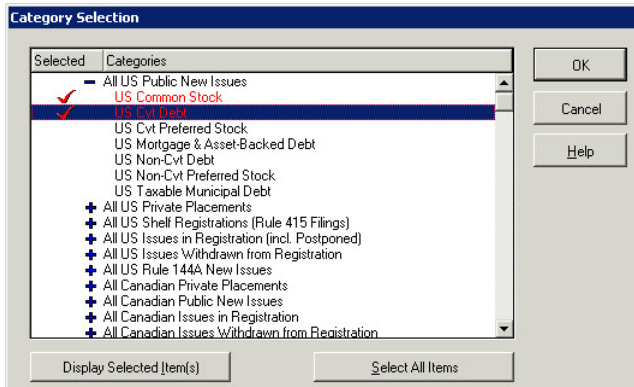 Category Selection
Selected Categories
All US Public New Issues
US Common Stock
US Cvt Debt
US Cvt Preferred Stock
US Mortgage & Asset-Backed Debt
US Non-Cvt Debt
US Non-Cvt Preferred Stock
US Taxable Municipal Debt
All US Private Placements
All US Shelf Registrations (Rule 415 Filings)
All US Issues in Registration (incl. Postponed)
All US Issues Withdrawn from Registration
All US Rule 144A New Issues
All Canadian Private Placements
All Canadian Public New Issues
All Canadian Issues in Registration
All Canadian Issues Withdrawn from Registration
OK
Cancel
Help
Display Selected Item(s)
Select All Items